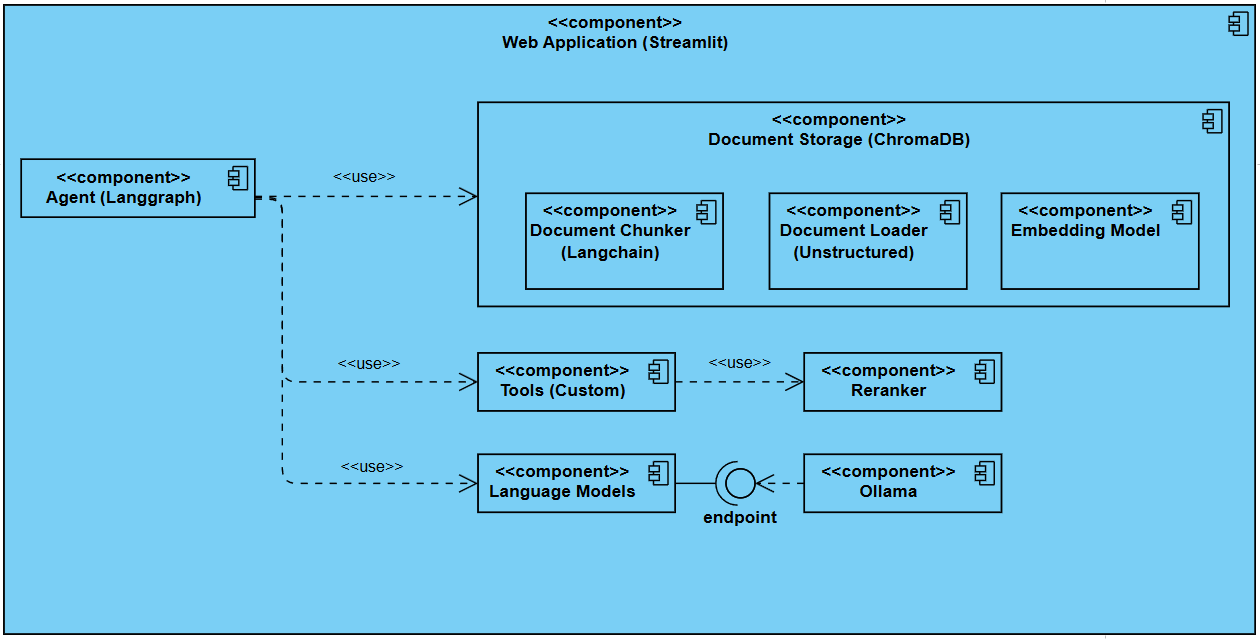 <<component>>
Web Application (Streamlit)
<<component>>
Document Storage (ChromaDB)
<<component>>
Agent (Langgraph)
<<use>>
<<component>>
Document Chunker
(Langchain)
<<component>>
Document Loader
(Unstructured)
<<component>>
Embedding Model
<<use>>
<<component>>
Tools (Custom)
<<use>>
<<component>>
Reranker
<<use>>
<<component>>
Language Models
endpoint
<<component>>
Ollama